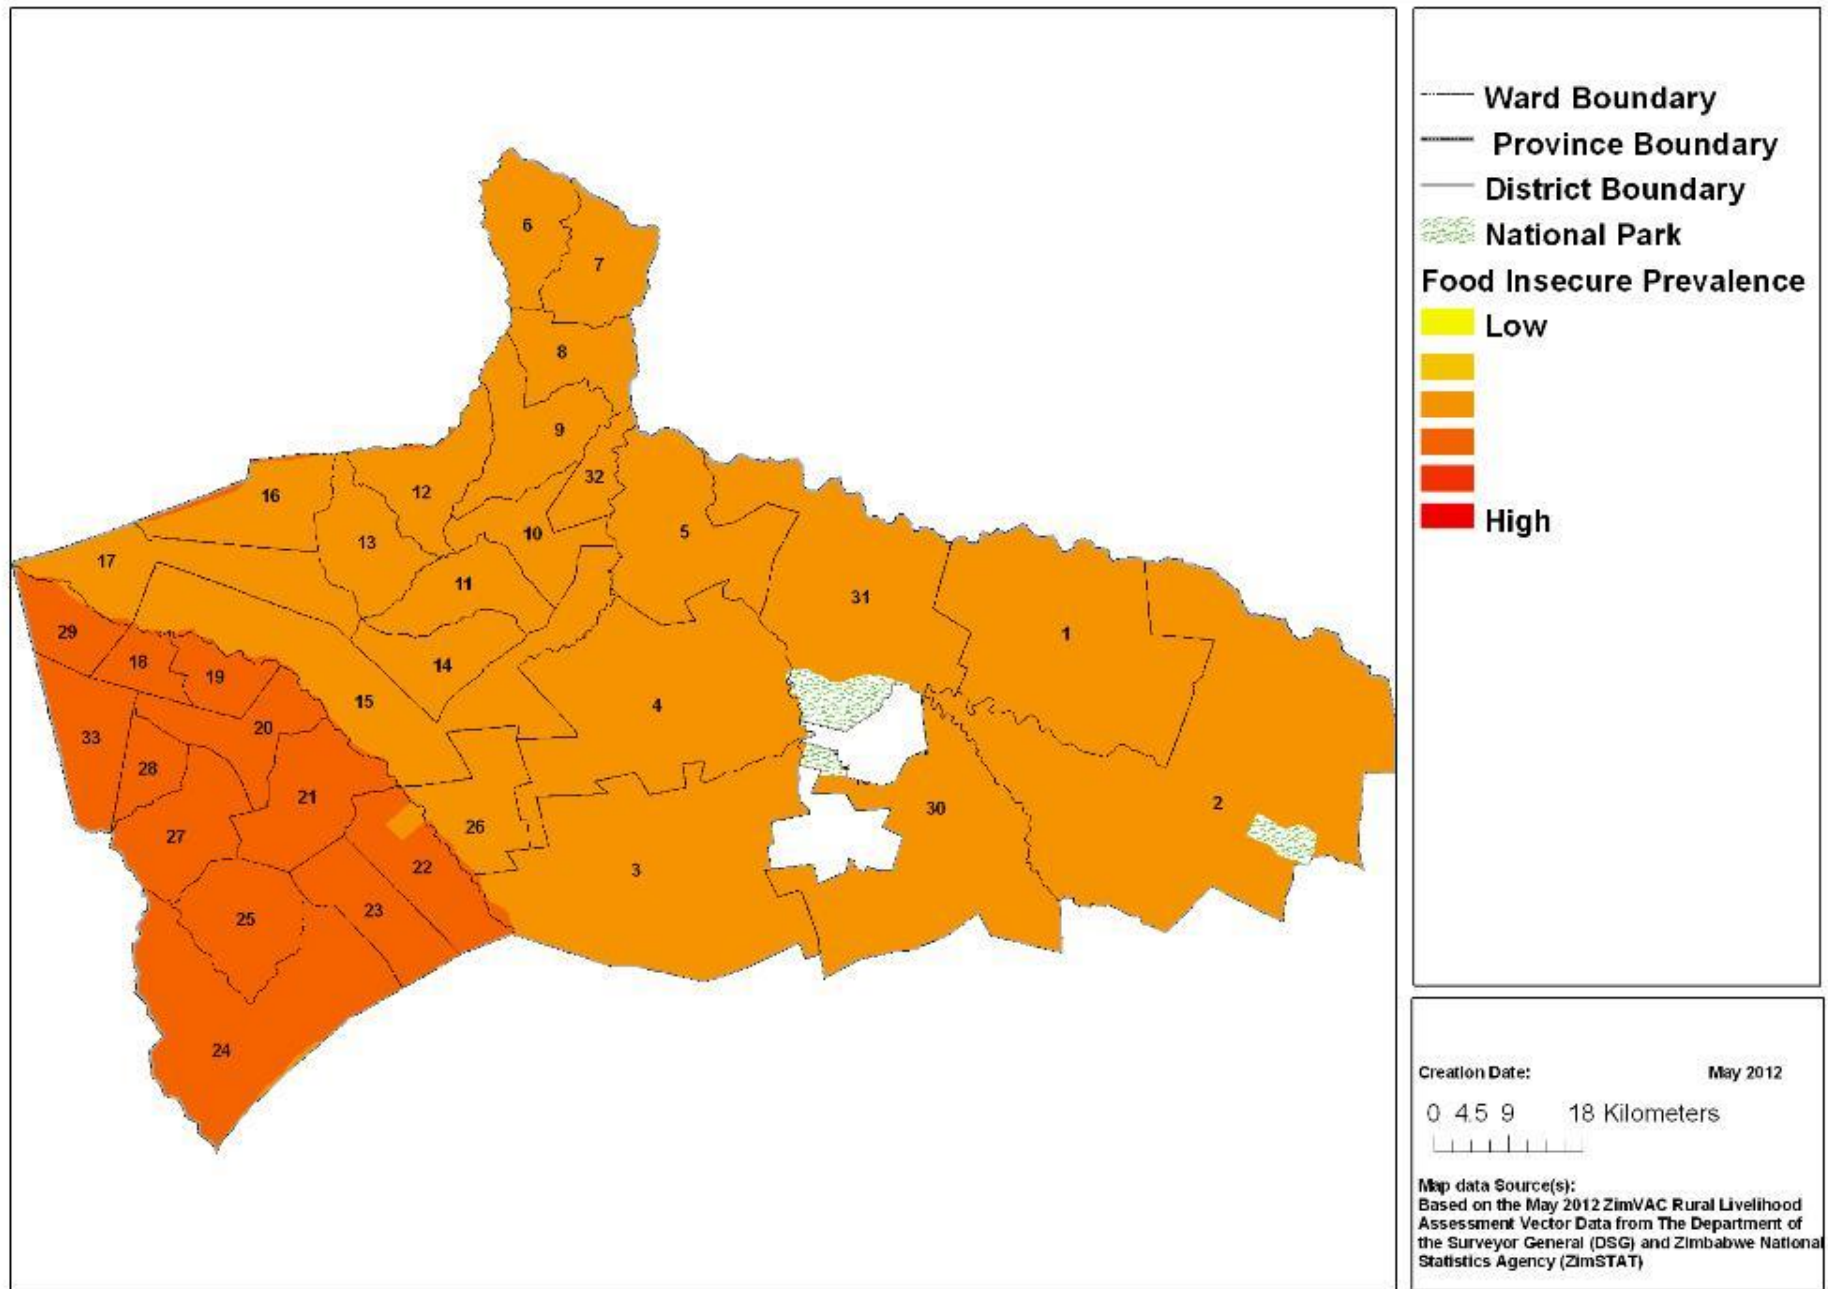 6
7
8
9
32
16
12
10
5
13
17
11
31
1
29
18
19
14
15
4
20
33
28
21
2
30
27
26
22
3
25
23
24
Ward Boundary
Province Boundary
District Boundary
National Park
Food Insecure Prevalence
Low
High
Creation Date: May 2012
0 4.5 9 18 Kilometers
Map data Source(s):
Based on the May 2012 ZimVAC Rural Livelihood
Assessment Vector Data from The Department of
the Surveyor General (DSG) and Zimbabwe National
Statistics Agency (ZimSTAT)